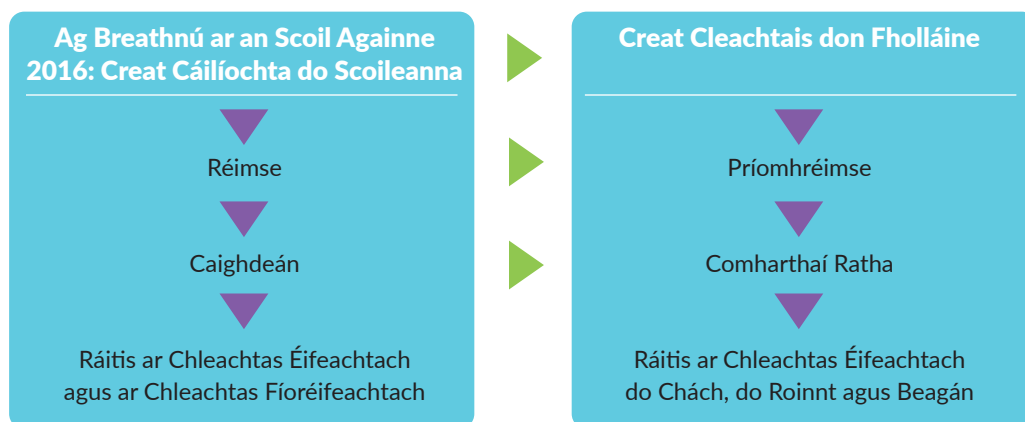 Ag Breathnú ar an Scoil Againne
2016: Creat Cáilíochta do Scoileanna
Réimse
Caighdeán
Ráitis ar Chleachtas Éifeachtach
agus ar Chleachtas Fíoréifeachtach
Creat Cleachtais don Fholláine
Príomhréimse
Comharthaí Ratha
Ráitis ar Chleachtas Éifeachtach
do Chách, do Roinnt agus Beagán